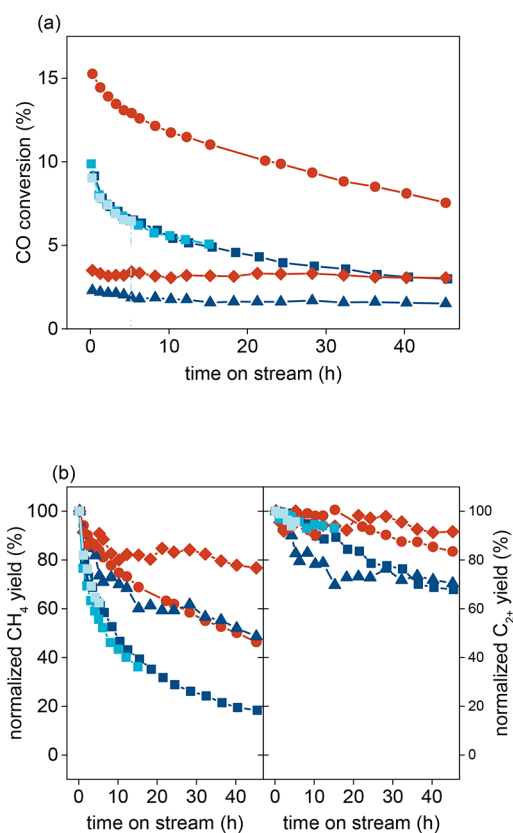 (a)
CO conversion (%)
15
10
5
0
0 10 20 30 40
time on stream (h)
(b)
normalized CH4 yield (%)
100
80
60
40
20
0
100
80
60
40
20
0
normalized C2+ yield (%)
0 10 20 30 40 0 10 20 30 40
time on stream (h) time on stream (h)